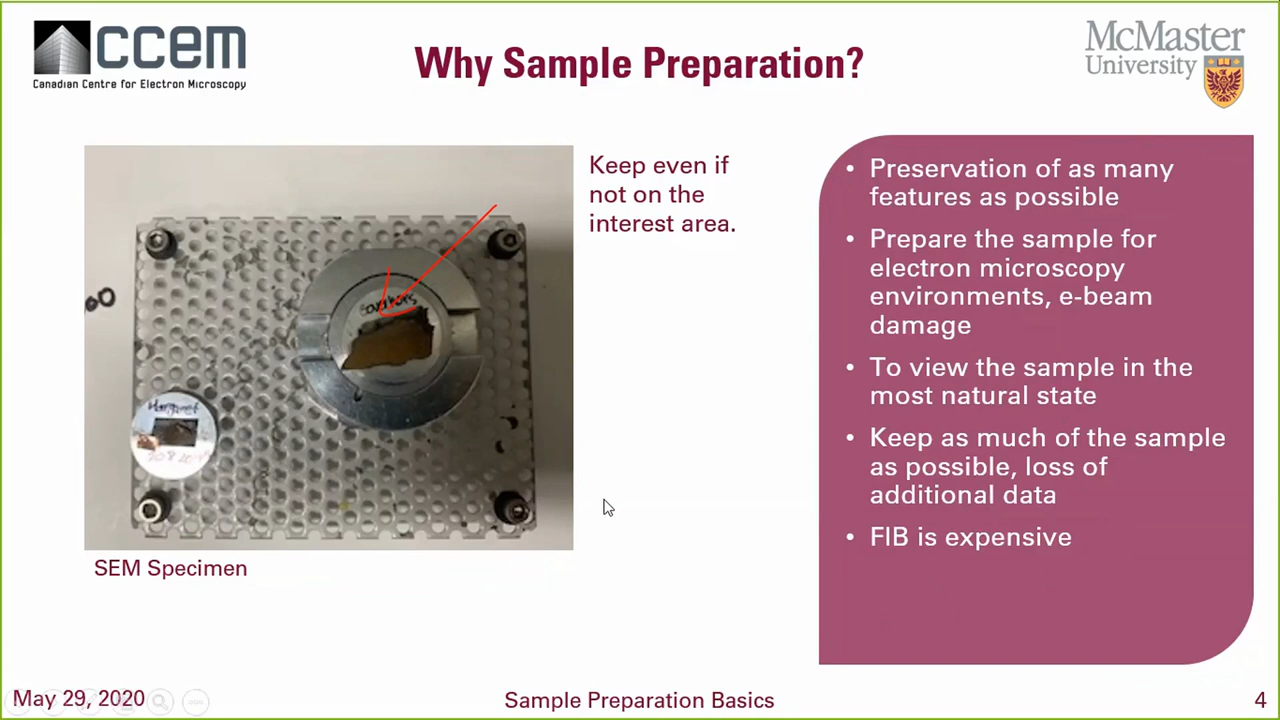 ccem
Canadian Centre for Electron Microscopy
Why Sample Preparation?
McMaster
University
Keep even if
not on the
interest area.
SEM Specimen
• Preservation of as many
features as possible
• Prepare the sample for
electron microscopy
environments, e-beam
damage
• To view the sample in the
most natural state
• Keep as much of the sample
as possible, loss of
additional data
• FIB is expensive
May 29, 2020
Sample Preparation Basics
4